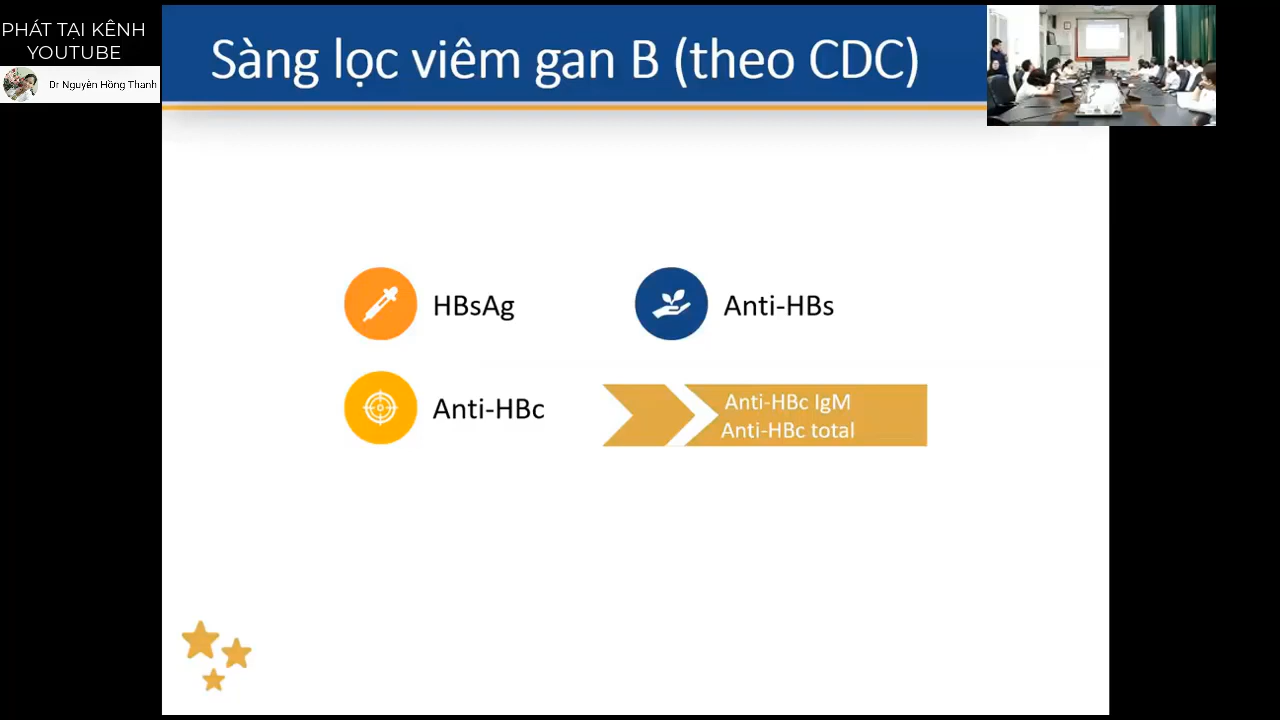 PHÁT TẠI KÊNH
YOUTUBE
Dr Nguyên Hồng Thanh
Sàng lọc viêm gan B (theo CDC)
HBsAg
Anti-HBs
Anti-HBc
Anti-HBc IgM
Anti-HBc total